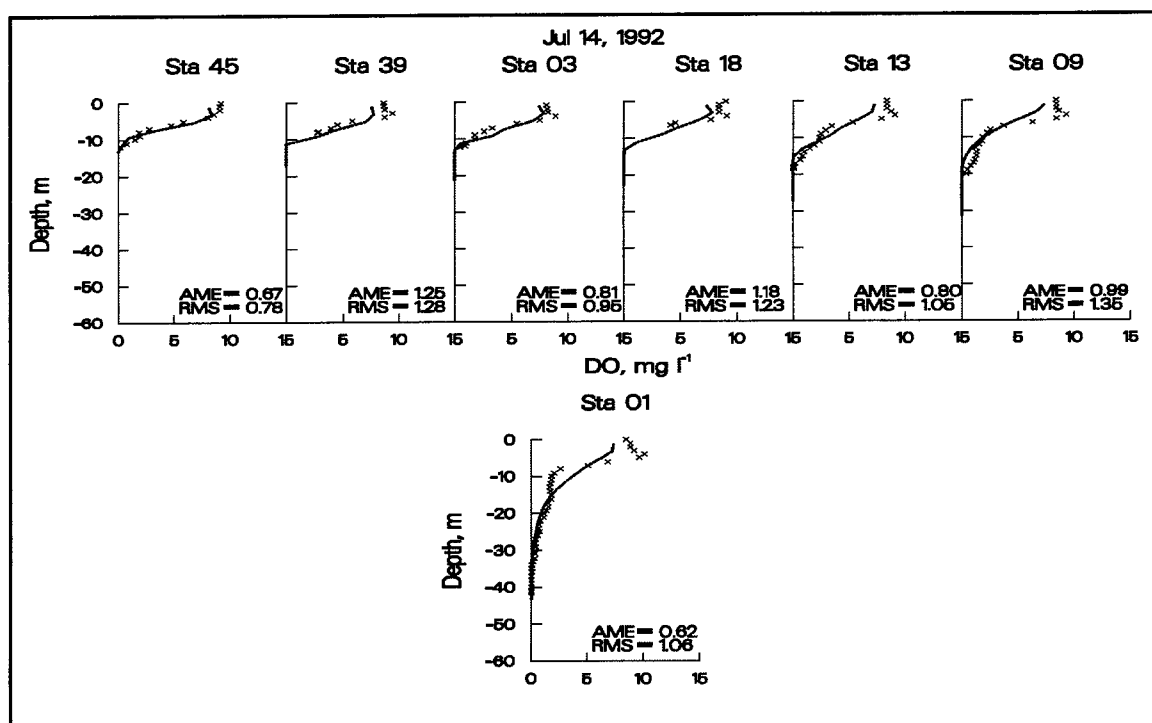 Jul 14, 1992
Sta 45 Sta 39 Sta 03 Sta 18 Sta 13 Sta 09
0
-10
-20
-30
-40
-50
-60
Depth, m
AME = 0.67
RMS = 0.78
AME = 1.25
RMS = 1.28
AME = 0.81
RMS = 0.95
AME = 1.18
RMS = 1.23
AME = 0.80
RMS = 1.06
AME = 0.99
RMS = 1.35
0 5 10 15 5 10 15 5 10 15 5 10 15 5 10 15 5 10 15
DO, mg l⁻¹
Sta 01
0
-10
-20
-30
-40
-50
-60
Depth, m
AME = 0.62
RMS = 1.06
0 5 10 15